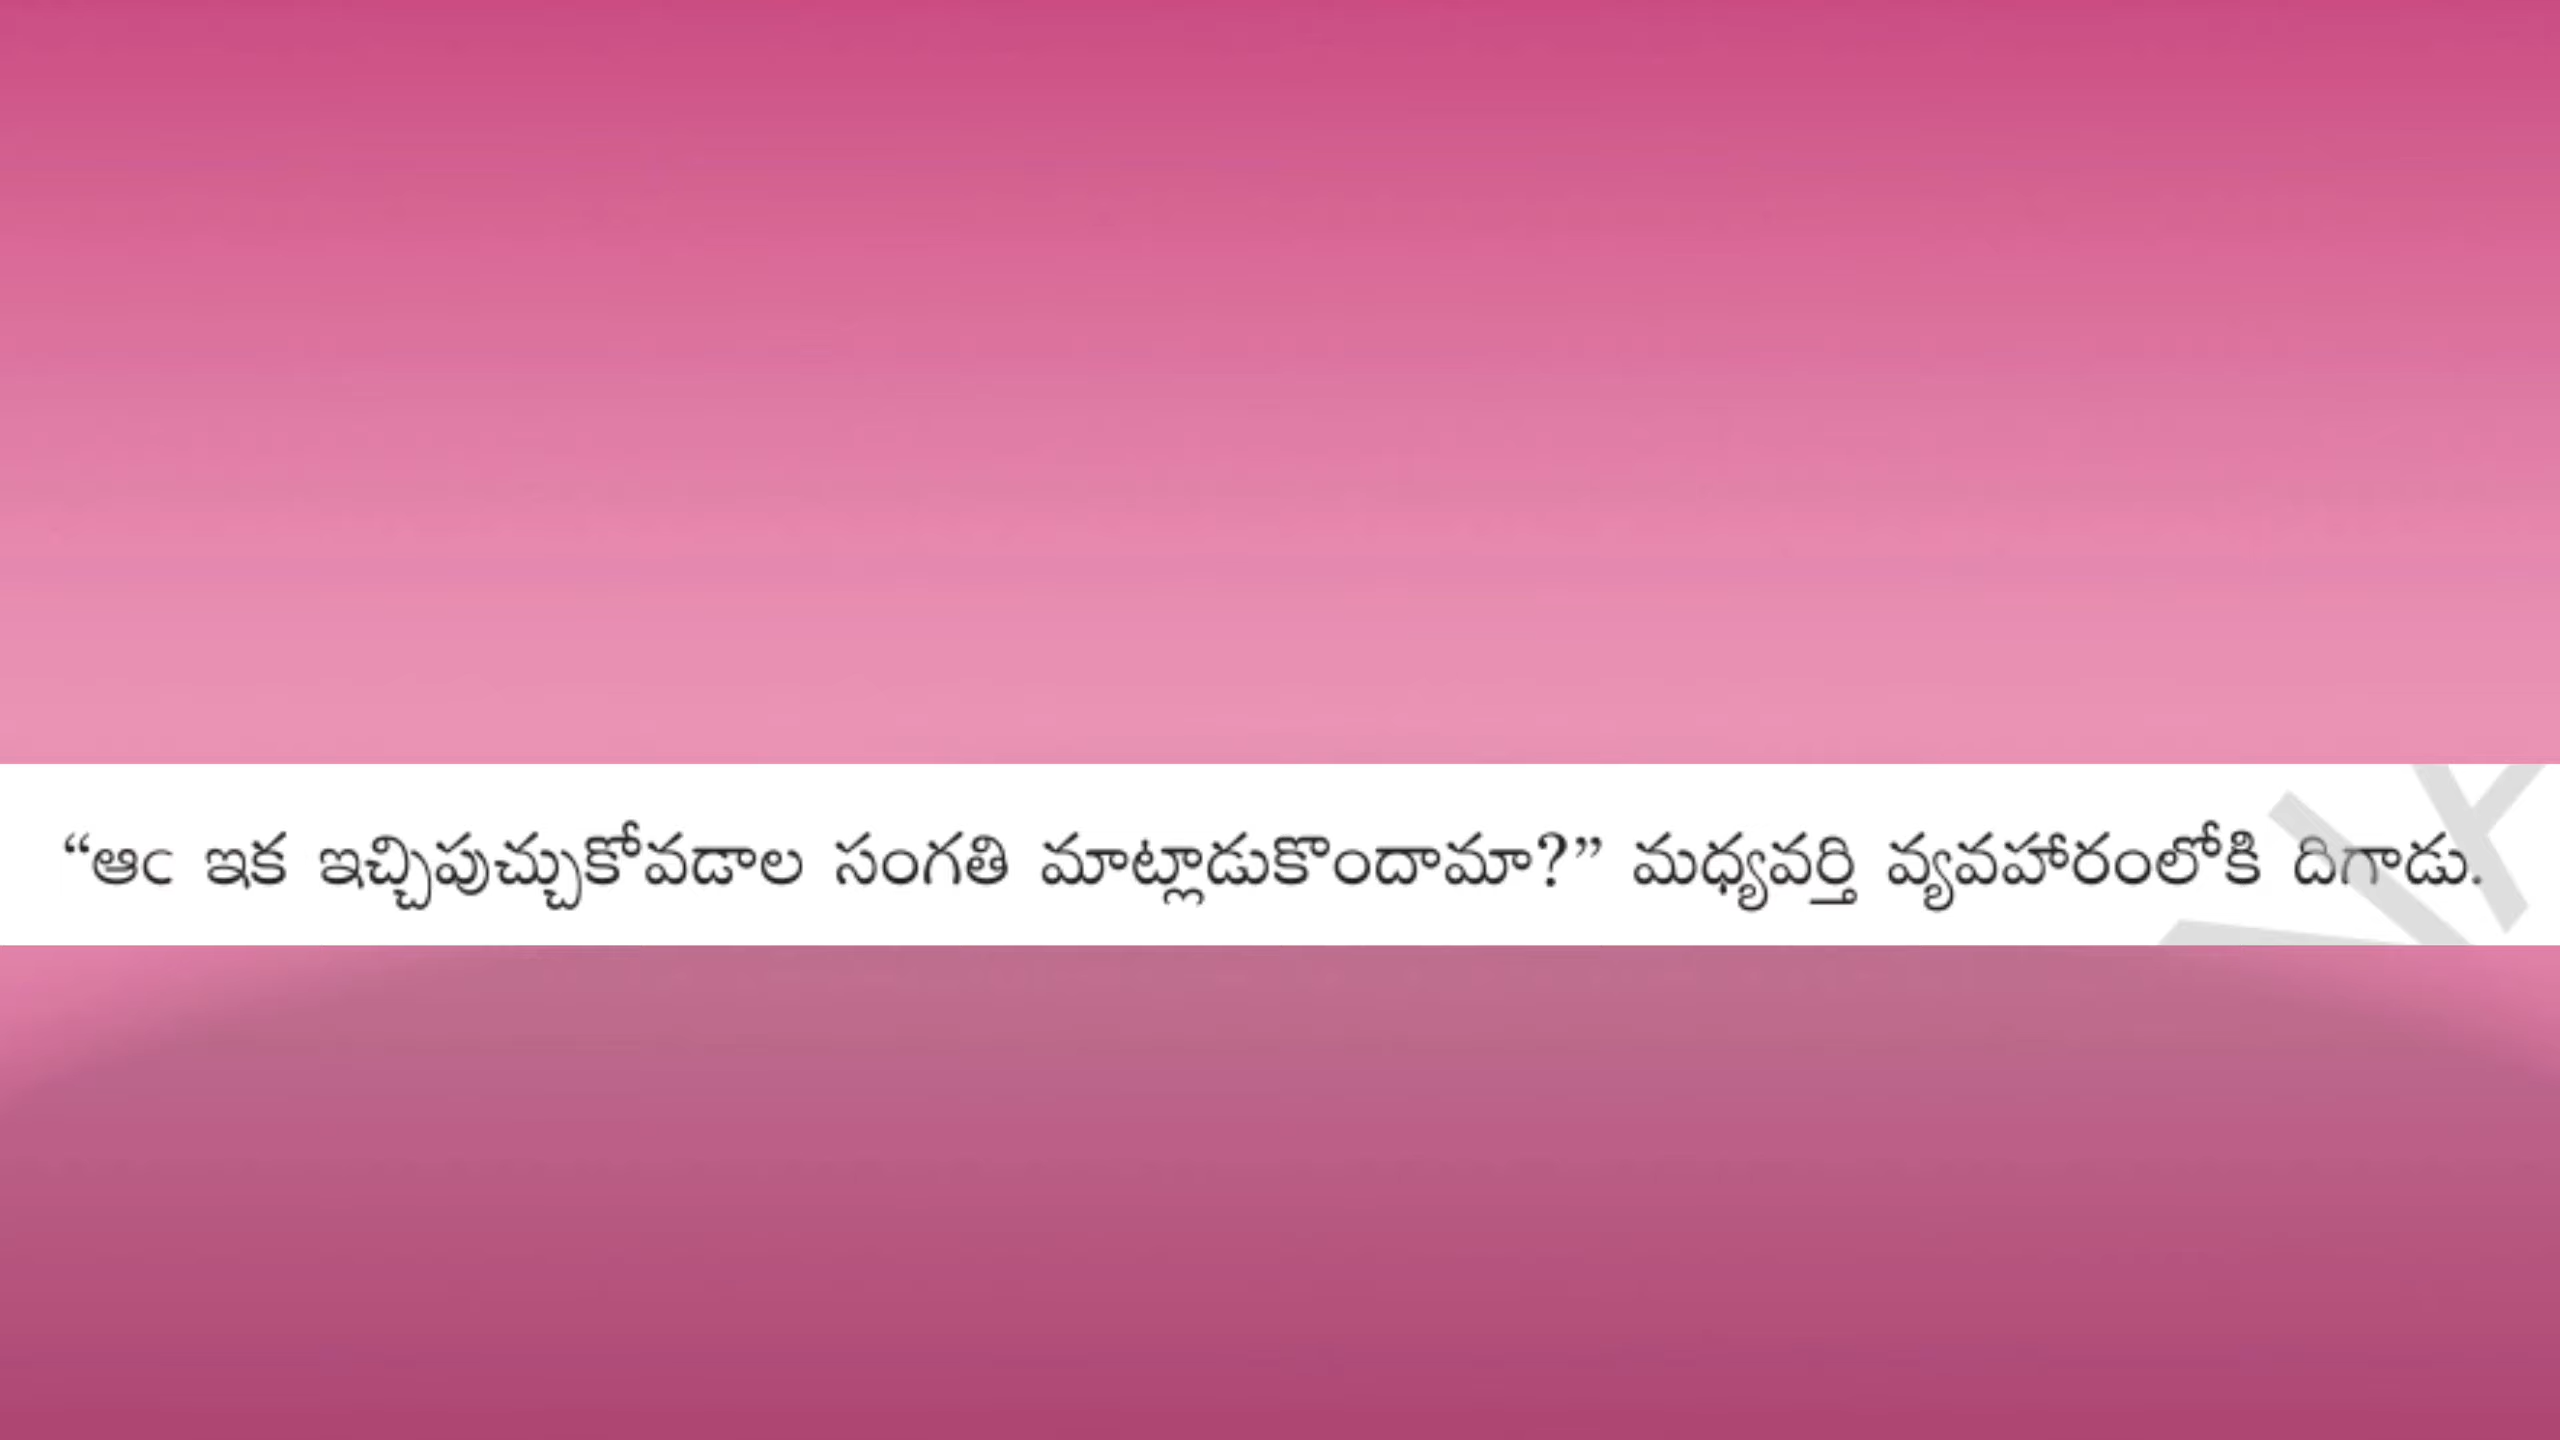 “ఆఁ ఇక ఇచ్చిపుచ్చుకోవడాల సంగతి మాట్లాడుకొందామా?” మధ్యవర్తి వ్యవహారంలోకి దిగాడు.